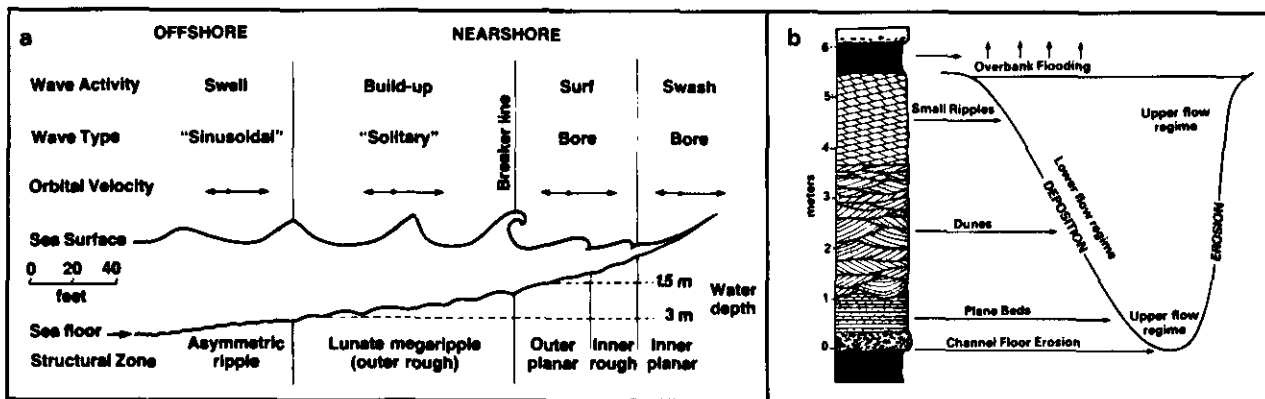 a
OFFSHORE NEARSHORE
Wave Activity Swell Build-up Surf Swash
Wave Type "Sinusoidal" "Solitary" Bore Bore
Breaker line
Orbital Velocity
Sea Surface
0 20 40
feet
1.5 m
3 m
Water
depth
Sea floor
Structural Zone
Asymmetric
ripple
Lunate megaripple
(outer rough)
Outer
planar
Inner
rough
Inner
planar
b
6
5
4
3
2
1
0
meters
Overbank Flooding
Small Ripples
Upper flow
regime
Lower flow regime
DEPOSITION
EROSION
Dunes
Plane Beds
Upper flow
regime
Channel Floor Erosion